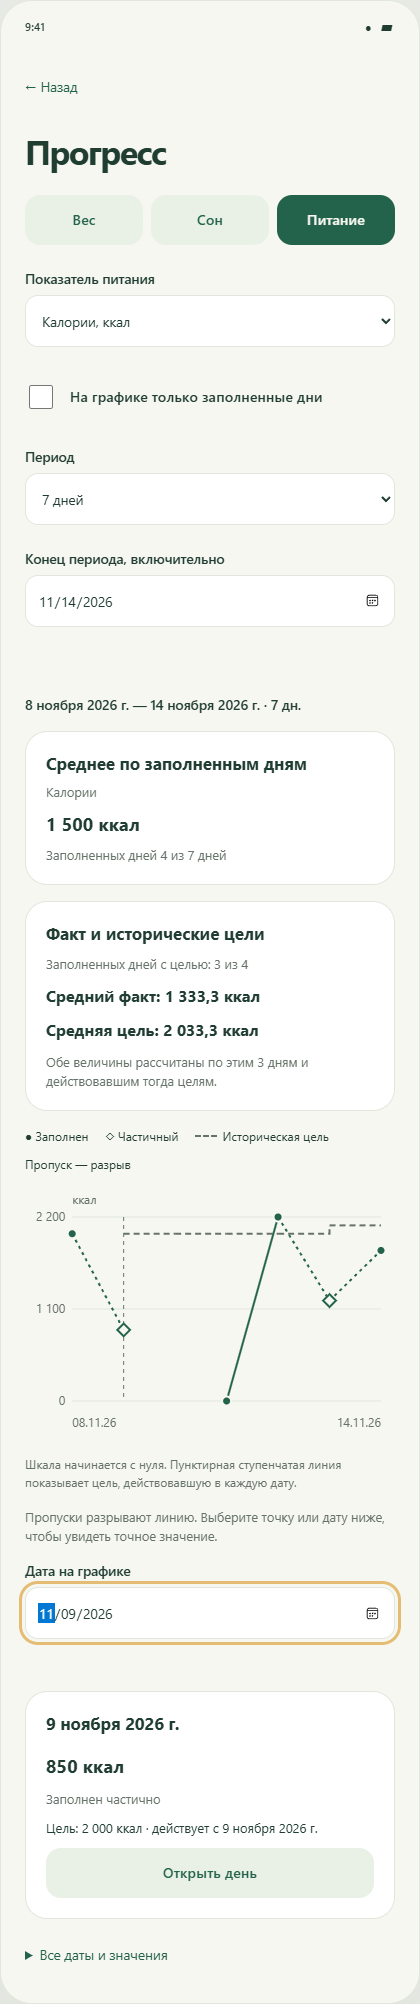 9:41
← Назад
Прогресс
Вес
Сон
Питание
Показатель питания
Калории, ккал
На графике только заполненные дни
Период
7 дней
Конец периода, включительно
11/14/2026
8 ноября 2026 г. — 14 ноября 2026 г. · 7 дн.
Среднее по заполненным дням
Калории
1 500 ккал
Заполненных дней 4 из 7 дней
Факт и исторические цели
Заполненных дней с целью: 3 из 4
Средний факт: 1 333,3 ккал
Средняя цель: 2 033,3 ккал
Обе величины рассчитаны по этим 3 дням и
действовавшим тогда целям.
● Заполнен ◇ Частичный Историческая цель
Пропуск — разрыв
ккал
2 200
1 100
0
08.11.26
14.11.26
Шкала начинается с нуля. Пунктирная ступенчатая линия
показывает цель, действовавшую в каждую дату.
Пропуски разрывают линию. Выберите точку или дату ниже,
чтобы увидеть точное значение.
Дата на графике
11/09/2026
9 ноября 2026 г.
850 ккал
Заполнен частично
Цель: 2 000 ккал · действует с 9 ноября 2026 г.
Открыть день
▶ Все даты и значения